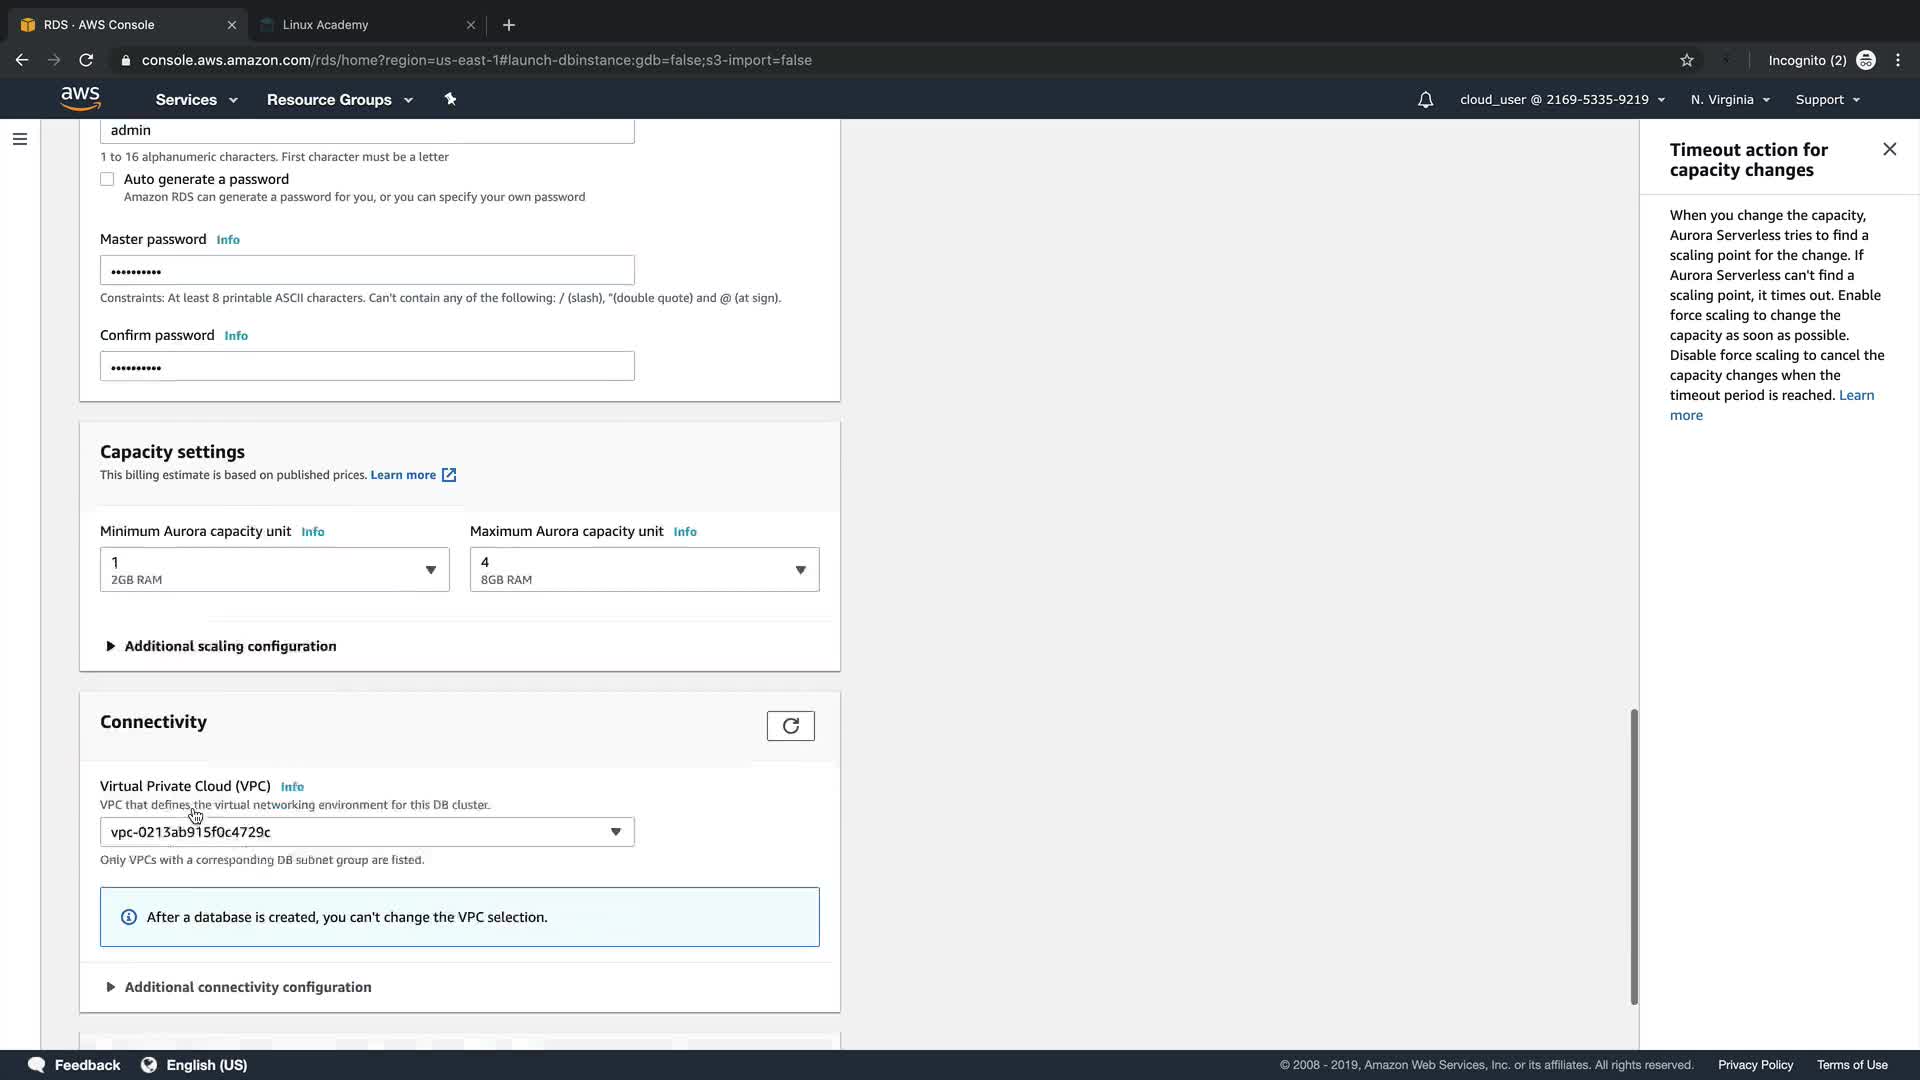 RDS · AWS Console
Linux Academy
console.aws.amazon.com/rds/home?region=us-east-1#launch-dbinstance:gdb=false;s3-import=false
Incognito (2)
aws
Services
Resource Groups
cloud_user @ 2169-5335-9219
N. Virginia
Support
admin
1 to 16 alphanumeric characters. First character must be a letter
Auto generate a password
Amazon RDS can generate a password for you, or you can specify your own password
Master password Info
••••••••••
Constraints: At least 8 printable ASCII characters. Can't contain any of the following: / (slash), "(double quote) and @ (at sign).
Confirm password Info
••••••••••
Capacity settings
This billing estimate is based on published prices. Learn more
Minimum Aurora capacity unit Info
1
2GB RAM
Maximum Aurora capacity unit Info
4
8GB RAM
Additional scaling configuration
Connectivity
Virtual Private Cloud (VPC) Info
VPC that defines the virtual networking environment for this DB cluster.
vpc-0213ab915f0c4729c
Only VPCs with a corresponding DB subnet group are listed.
After a database is created, you can't change the VPC selection.
Additional connectivity configuration
Timeout action for
capacity changes
When you change the capacity,
Aurora Serverless tries to find a
scaling point for the change. If
Aurora Serverless can't find a
scaling point, it times out. Enable
force scaling to change the
capacity as soon as possible.
Disable force scaling to cancel the
capacity changes when the
timeout period is reached. Learn
more
Feedback
English (US)
© 2008 - 2019, Amazon Web Services, Inc. or its affiliates. All rights reserved.
Privacy Policy
Terms of Use